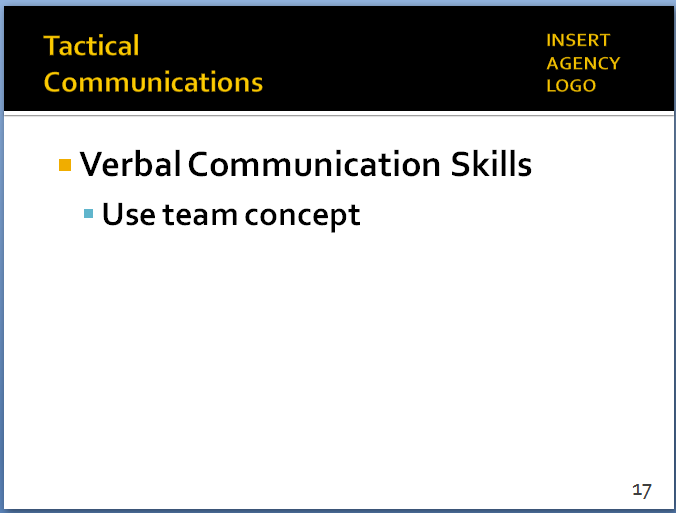 Tactical
Communications
INSERT
AGENCY
LOGO
Verbal Communication Skills
Use team concept
17